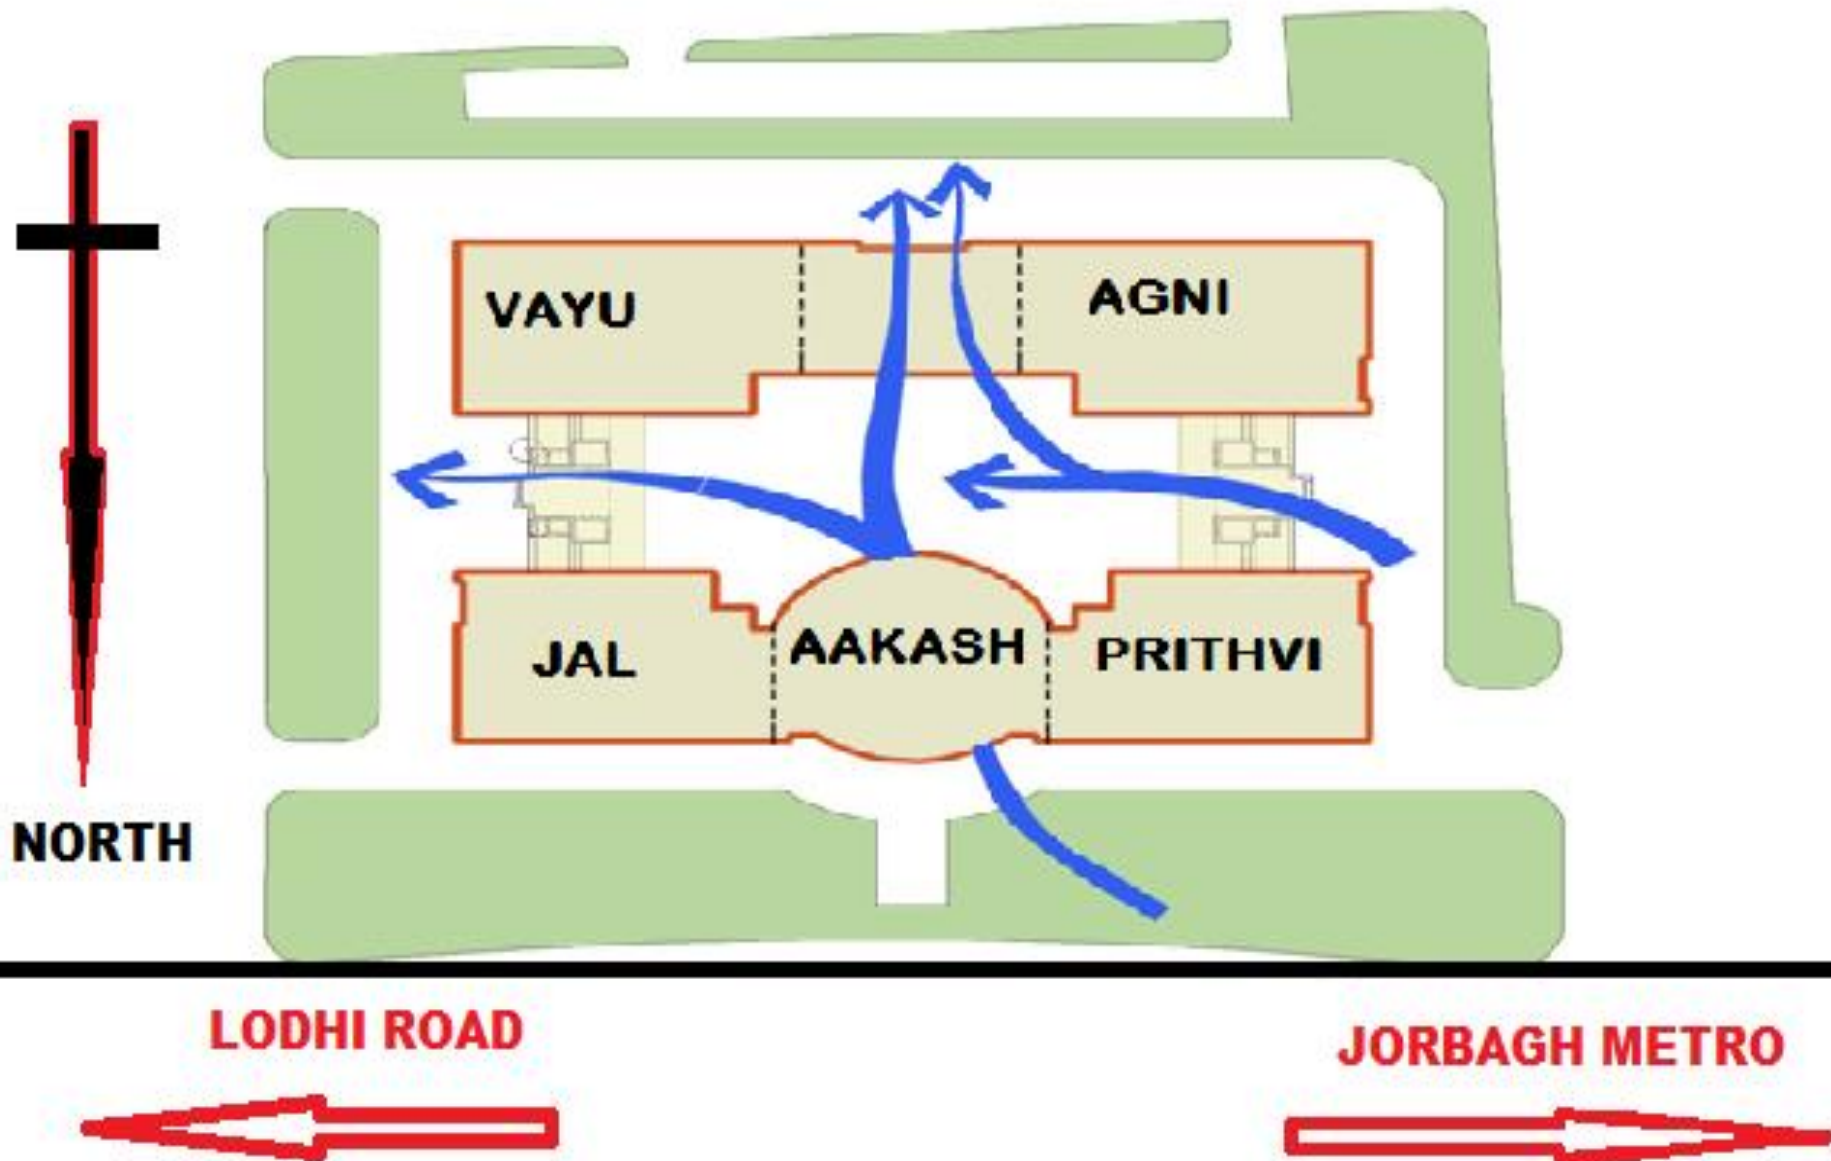 VAYU
AGNI
JAL
AAKASH
PRITHVI
NORTH
LODHI ROAD
JORBAGH METRO